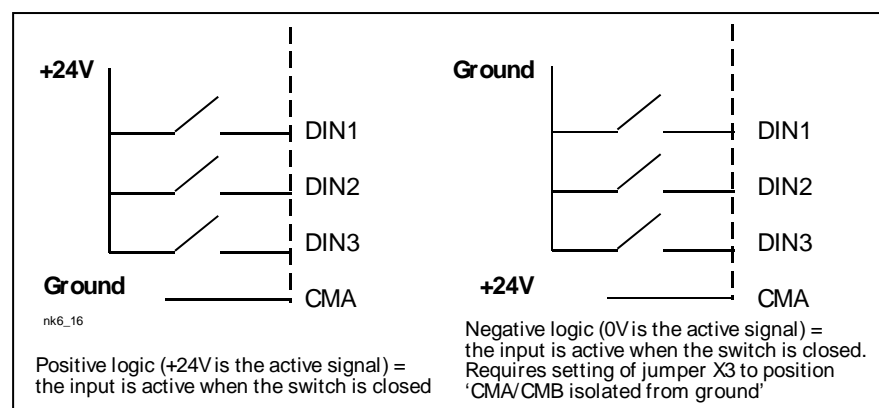 +24V
DIN1
DIN2
DIN3
Ground
CMA
nk6_16
Positive logic (+24V is the active signal) =
the input is active when the switch is closed
Ground
DIN1
DIN2
DIN3
+24V
CMA
Negative logic (0V is the active signal) =
the input is active when the switch is closed.
Requires setting of jumper X3 to position
‘CMA/CMB isolated from ground’